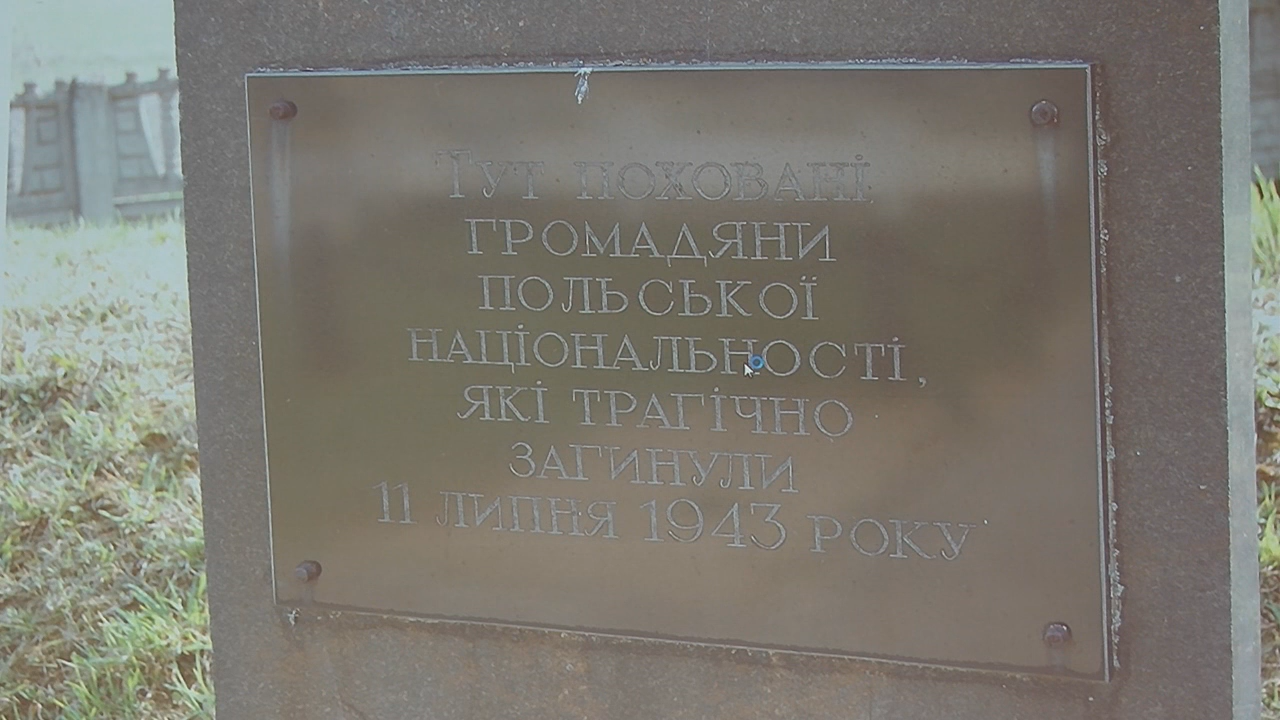 Тут поховані
громадяни
польської
національності,
які трагічно
загинули
11 липня 1943 року